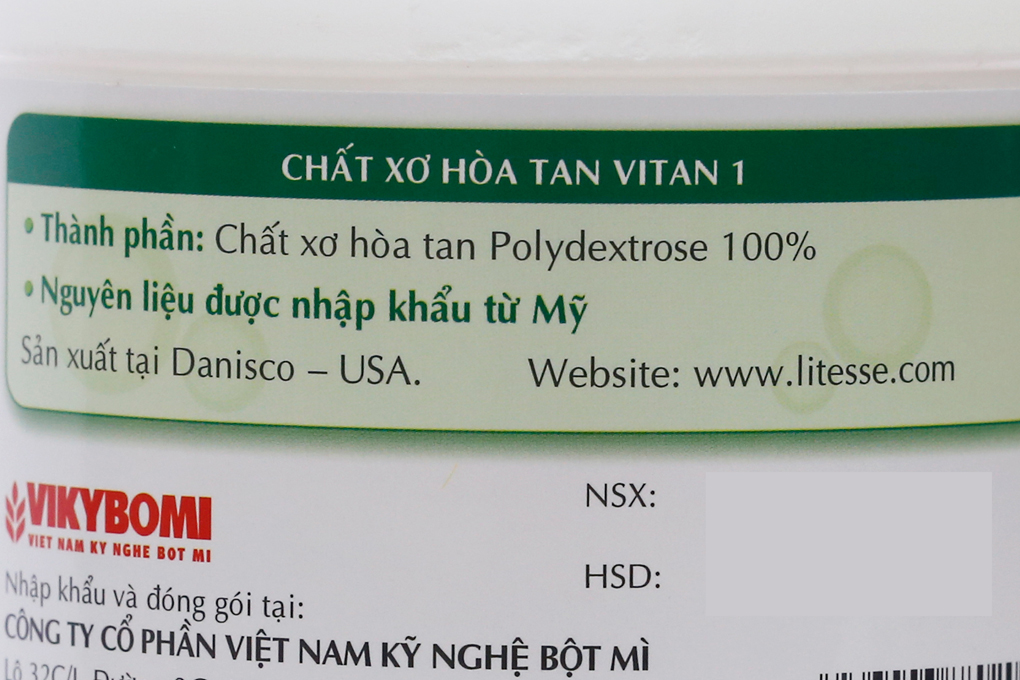 CHẤT XƠ HÒA TAN VITAN 1
• Thành phần: Chất xơ hòa tan Polydextrose 100%
• Nguyên liệu được nhập khẩu từ Mỹ
Sản xuất tại Danisco – USA. Website: www.litesse.com
VIKYBOMI
VIET NAM KY NGHE BOT MI
NSX:
HSD:
Nhập khẩu và đóng gói tại:
CÔNG TY CỔ PHẦN VIỆT NAM KỸ NGHỆ BỘT MÌ
Lô 32C/I,